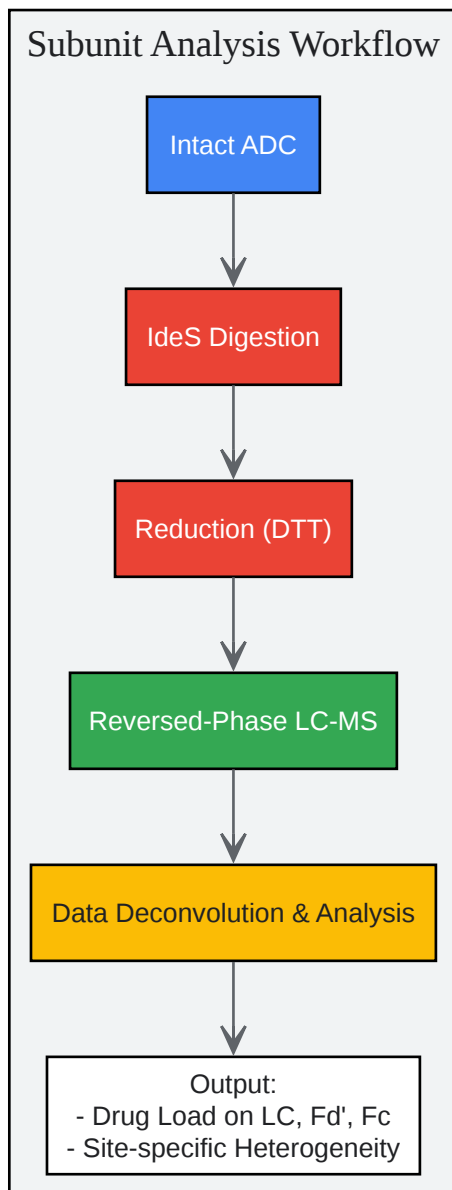 Subunit Analysis Workflow
Intact ADC
IdeS Digestion
Reduction (DTT)
Reversed-Phase LC-MS
Data Deconvolution & Analysis
Output:
- Drug Load on LC, Fd', Fc
- Site-specific Heterogeneity